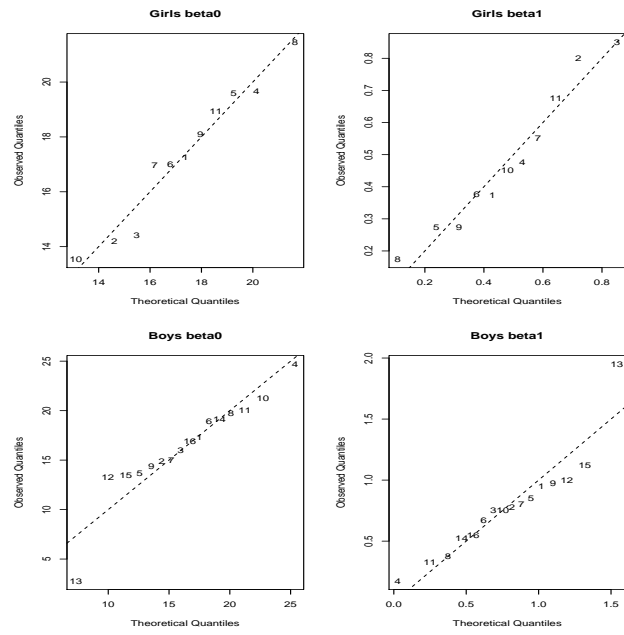 Girls beta0
Observed Quantiles
14 16 18 20
10 2 3 7 6 1 9 11 5 4 8
14 16 18 20
Theoretical Quantiles
Girls beta1
Observed Quantiles
0.2 0.3 0.4 0.5 0.6 0.7 0.8
8 5 9 6 1 10 4 7 11 2 3
0.2 0.4 0.6 0.8
Theoretical Quantiles
Boys beta0
Observed Quantiles
5 10 15 20 25
13 12 15 5 9 2 7 3 16 1 6 14 8 11 10 4
10 15 20 25
Theoretical Quantiles
Boys beta1
Observed Quantiles
0.5 1.0 1.5 2.0
4 11 8 14 16 6 3 10 2 7 5 1 9 12 15 13
0.0 0.5 1.0 1.5
Theoretical Quantiles